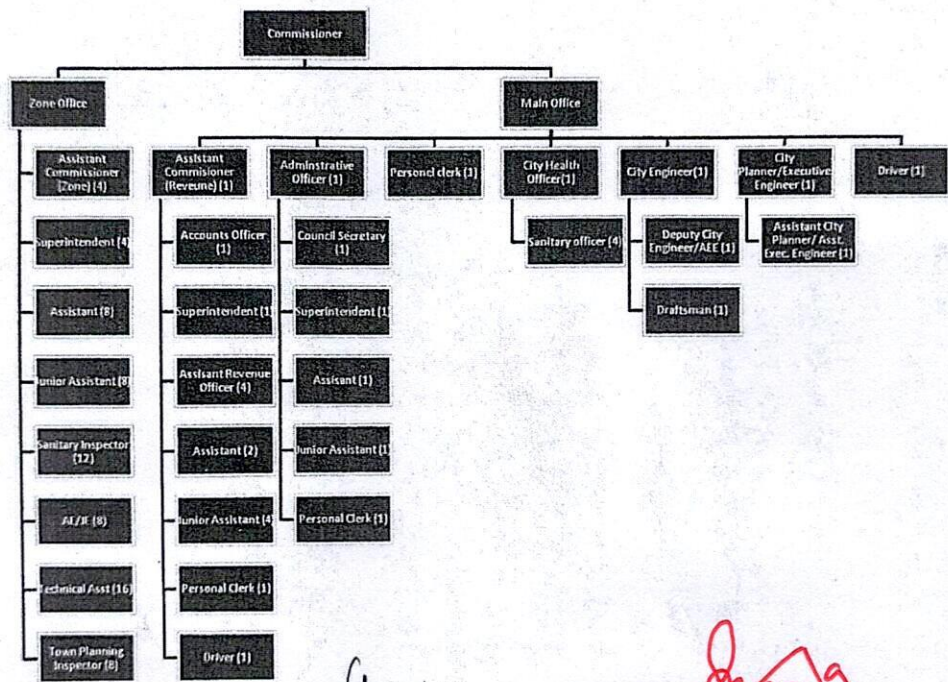 Commissioner
Zone Office
Main Office
Assistant
Commissioner
(Zone) (4)
Superintendent (4)
Assistant (8)
Junior Assistant (8)
Sanitary Inspector
(12)
AE/JE (8)
Technical Asst (16)
Town Planning
Inspector (8)
Assistant
Commisioner
(Reveune) (1)
Accounts Officer
(1)
Superintendent (1)
Assisant Revenue
Officer (4)
Assistant (2)
Junior Assistant (4)
Personal Clerk (1)
Driver (1)
Adminstrative
Officer (1)
Council Secretary
(1)
Superintendent (1)
Assisant (1)
Junior Assistant (1)
Personal Clerk (1)
Personel clerk (1)
City Health
Officer(1)
Sanitary officer (4)
City Engineer(1)
Deputy City
Engineer/AEE (1)
Draftsman (1)
City
Planner/Executive
Engineer (1)
Assistant City
Planner/ Asst.
Exec. Engineer (1)
Driver (1)